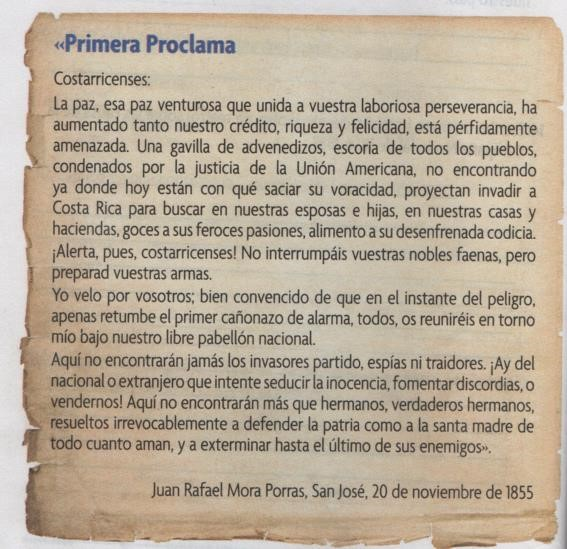 «Primera Proclama
Costarricenses:
La paz, esa paz venturosa que unida a vuestra laboriosa perseverancia, ha
aumentado tanto nuestro crédito, riqueza y felicidad, está pérfidamente
amenazada. Una gavilla de advenedizos, escoria de todos los pueblos,
condenados por la justicia de la Unión Americana, no encontrando
ya donde hoy están con qué saciar su voracidad, proyectan invadir a
Costa Rica para buscar en nuestras esposas e hijas, en nuestras casas y
haciendas, goces a sus feroces pasiones, alimento a su desenfrenada codicia.
¡Alerta, pues, costarricenses! No interrumpáis vuestras nobles faenas, pero
preparad vuestras armas.
Yo velo por vosotros; bien convencido de que en el instante del peligro,
apenas retumbe el primer cañonazo de alarma, todos, os reuniréis en torno
mío bajo nuestro libre pabellón nacional.
Aquí no encontrarán jamás los invasores partido, espías ni traidores. ¡Ay del
nacional o extranjero que intente seducir la inocencia, fomentar discordias, o
vendernos! Aquí no encontrarán más que hermanos, verdaderos hermanos,
resueltos irrevocablemente a defender la patria como a la santa madre de
todo cuanto aman, y a exterminar hasta el último de sus enemigos».
Juan Rafael Mora Porras, San José, 20 de noviembre de 1855